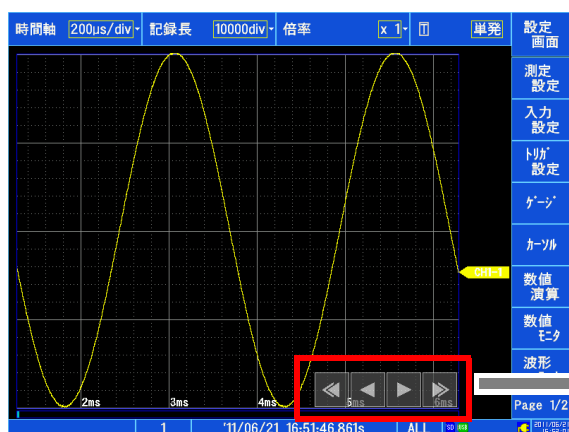 時間軸 200µs/div 記録長 10000div 倍率 x 1 単発
設定
画面
測定
設定
入力
設定
ﾄﾘｶﾞ
設定
ｹﾞｰｼﾞ
ｶｰｿﾙ
CH1-1
数値
演算
数値
ﾓﾆﾀ
波形
2ms 3ms 4ms 5ms 6ms
Page 1/2
1 '11/06/21 16:51:46.861s ALL SD